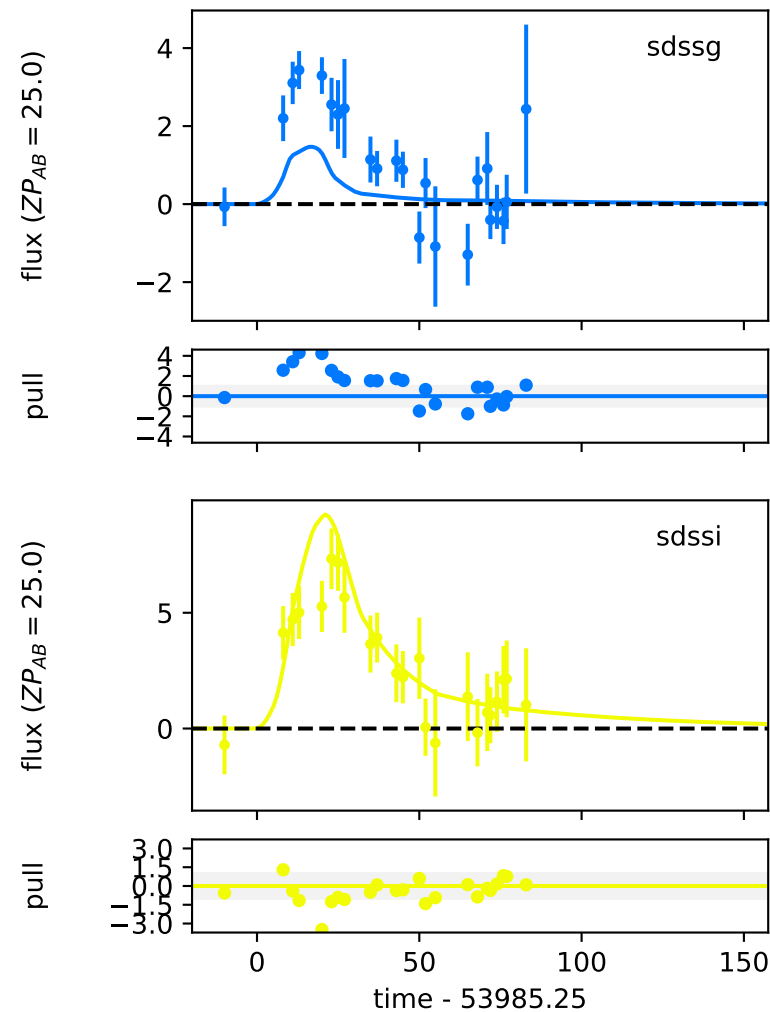 sdssg
flux (ZP_AB = 25.0)
4
2
0
−2
pull
4
2
0
−2
−4
sdssi
flux (ZP_AB = 25.0)
5
0
pull
3.0
1.5
0.0
−1.5
−3.0
0 50 100 150
time - 53985.25